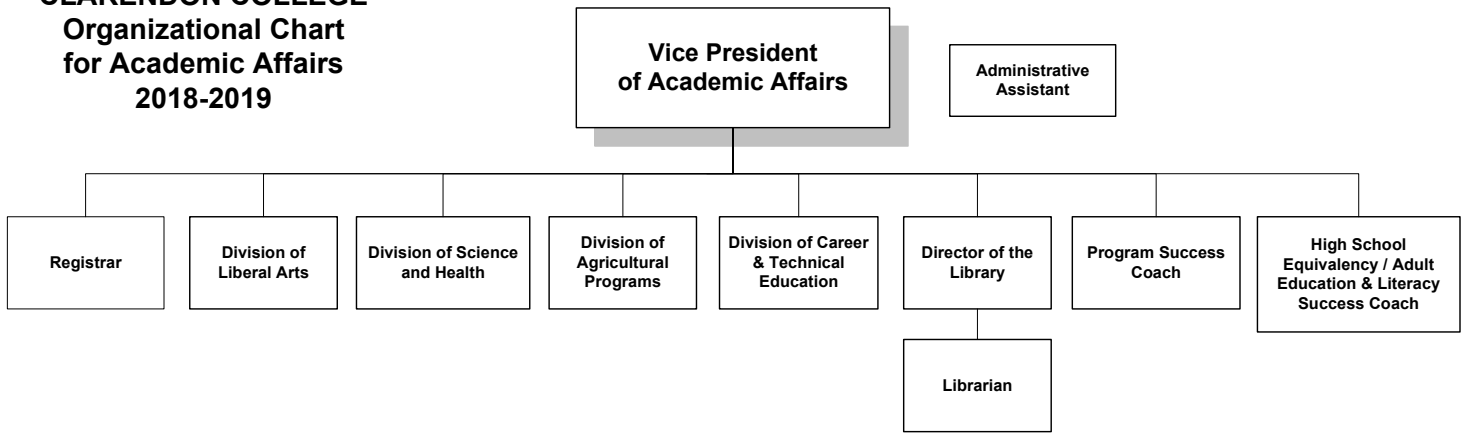 CLARENDON COLLEGE
Organizational Chart
for Academic Affairs
2018-2019
Vice President
of Academic Affairs
Administrative
Assistant
Registrar
Division of
Liberal Arts
Division of Science
and Health
Division of
Agricultural
Programs
Division of Career
& Technical
Education
Director of the
Library
Program Success
Coach
High School
Equivalency / Adult
Education & Literacy
Success Coach
Librarian